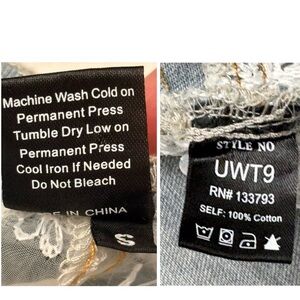 Machine Wash Cold on
Permanent Press
Tumble Dry Low on
Permanent Press
Cool Iron If Needed
Do Not Bleach
IN CHINA
S
STYLE NO
UWT9
RN# 133793
SELF: 100% Cotton